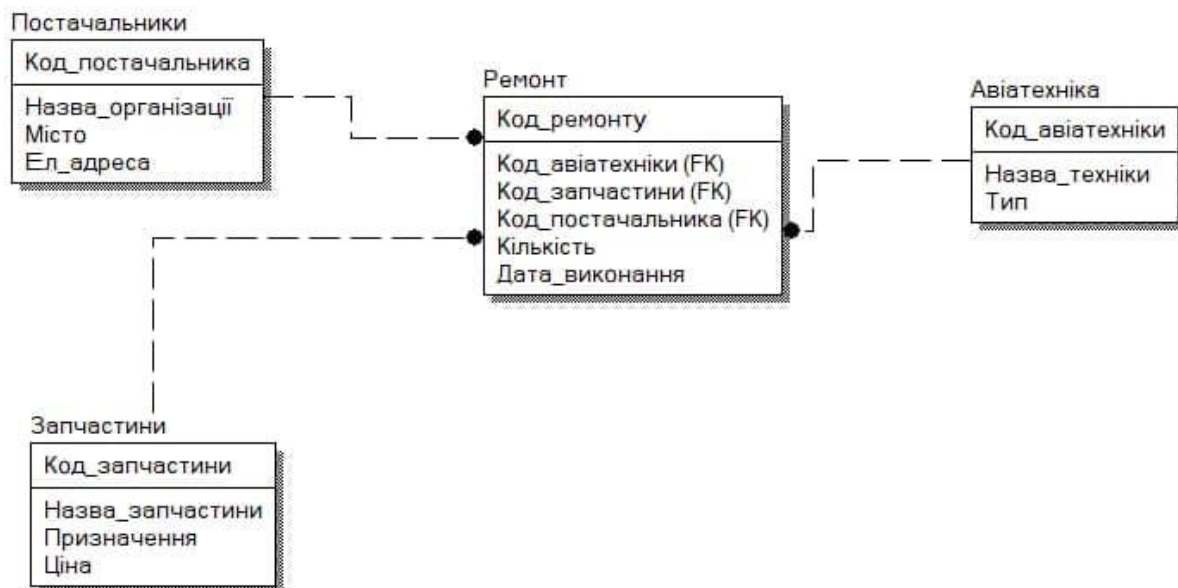 Постачальники
Код_постачальника
Назва_організації
Місто
Ел_адреса
Ремонт
Код_ремонту
Код_авіатехніки (FK)
Код_запчастини (FK)
Код_постачальника (FK)
Кількість
Дата_виконання
Авіатехніка
Код_авіатехніки
Назва_техніки
Тип
Запчастини
Код_запчастини
Назва_запчастини
Призначення
Ціна